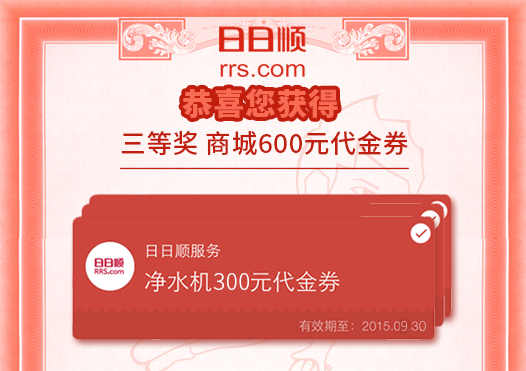 日日顺
rrs.com
恭喜您获得
三等奖 商城600元代金券
日日顺
RRS.com
日日顺服务
净水机300元代金券
有效期至：2015.09.30